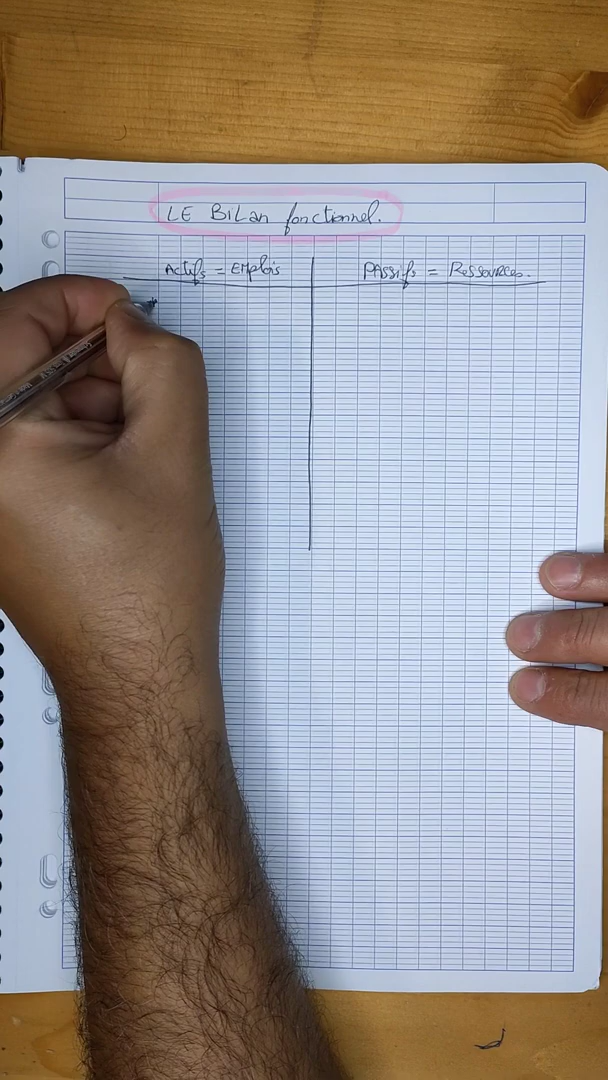 LE BiLan fonctionnel.
Actifs = Emplois
PASSifs = Ressources.